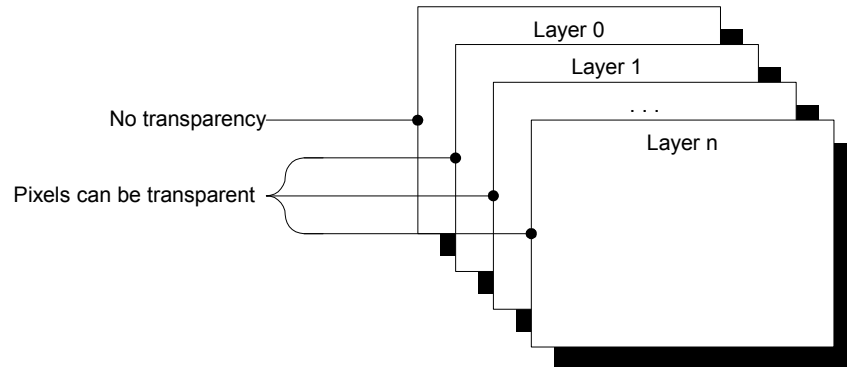 Layer 0
Layer 1
. . .
Layer n
No transparency
Pixels can be transparent